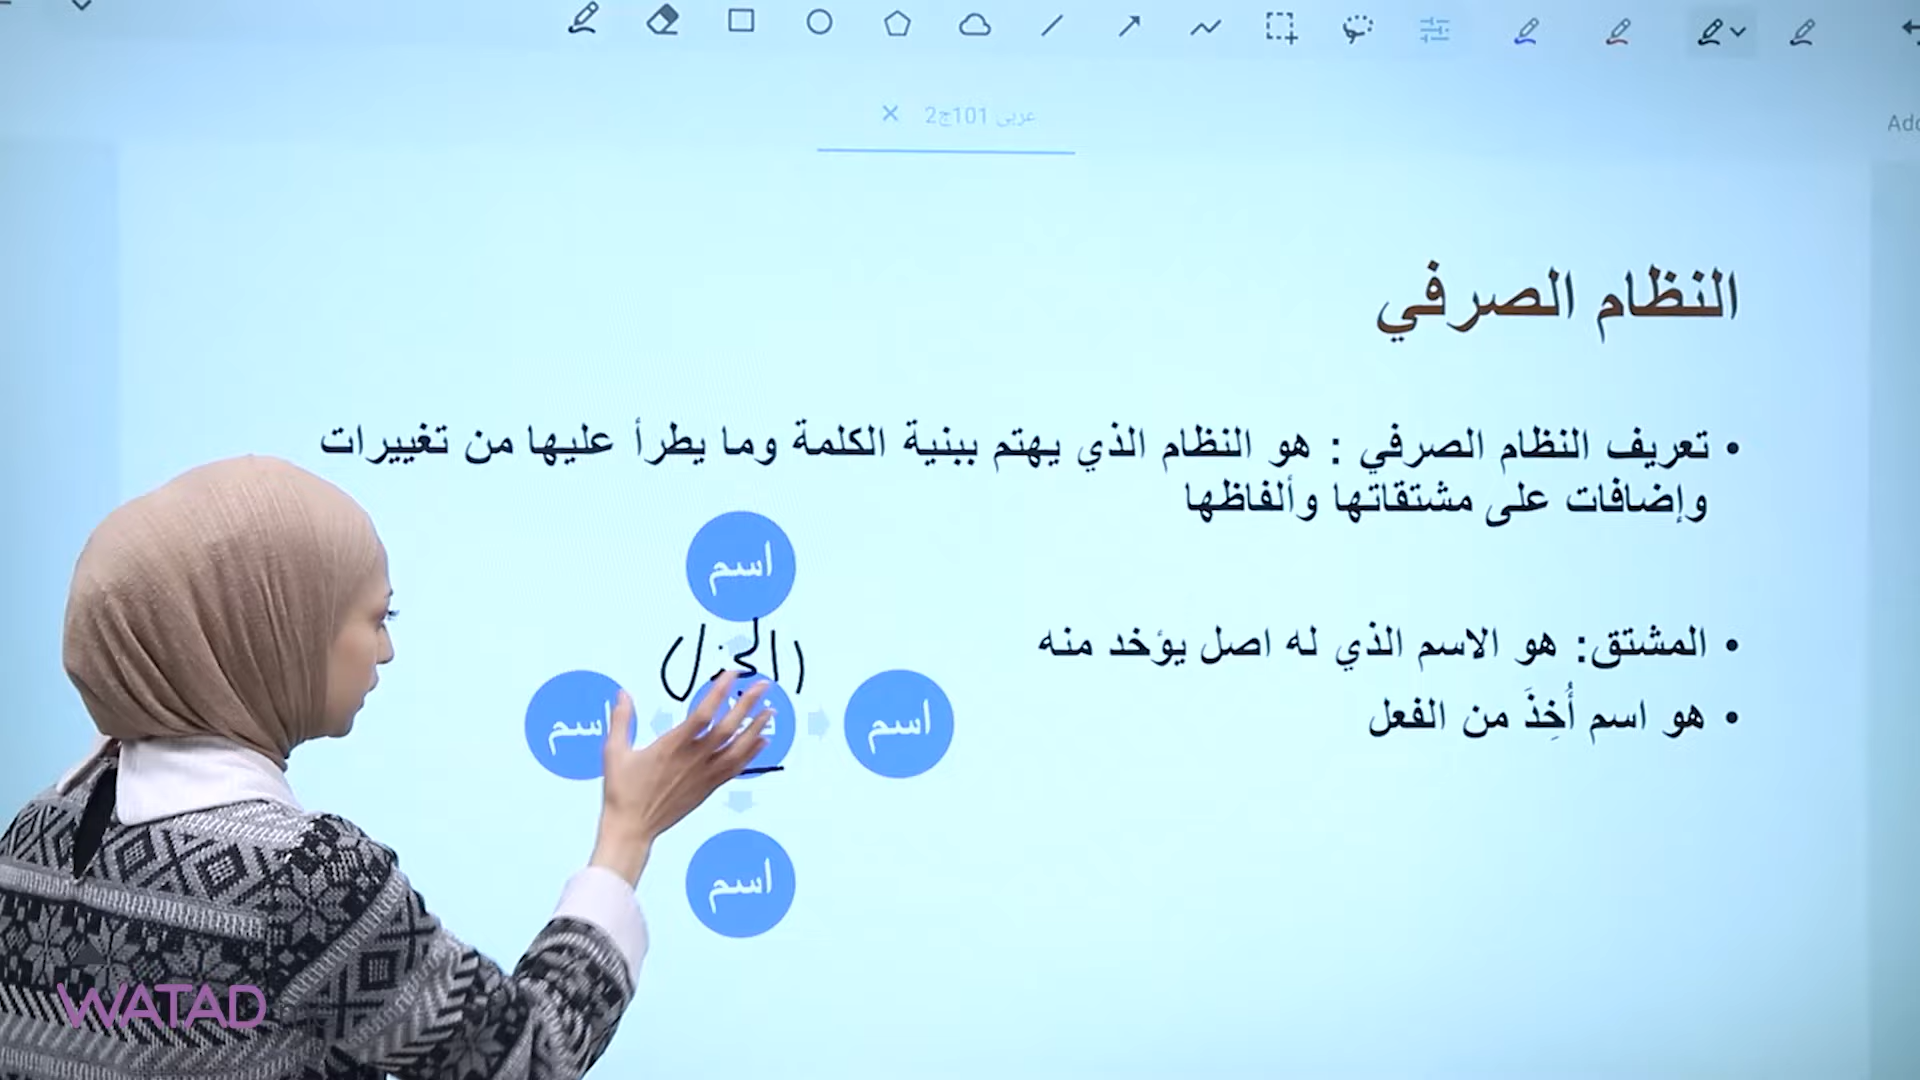 عربي 101ج2
Add
النظام الصرفي
• تعريف النظام الصرفي : هو النظام الذي يهتم ببنية الكلمة وما يطرأ عليها من تغييرات
وإضافات على مشتقاتها وألفاظها
• المشتق: هو الاسم الذي له اصل يؤخد منه
• هو اسم أُخِذَ من الفعل
اسم
اسم
اسم
اسم
WATAD